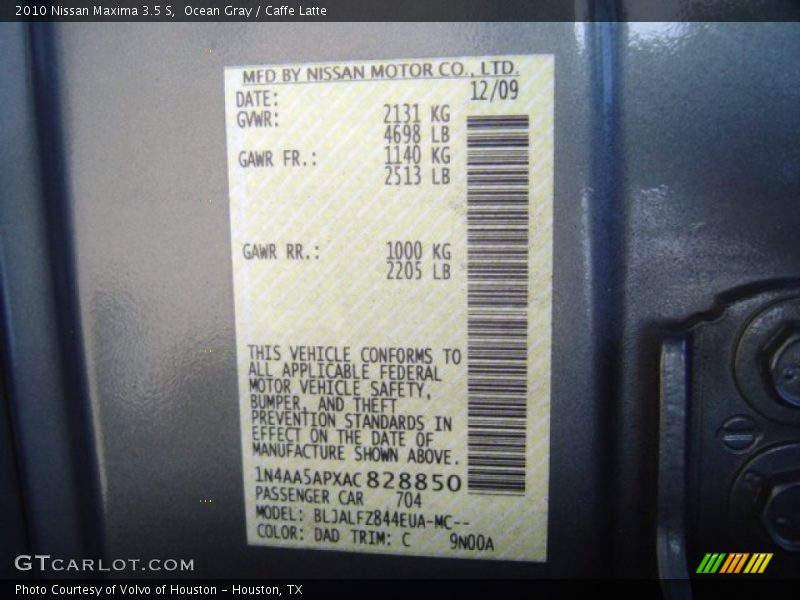 2010 Nissan Maxima 3.5 S, Ocean Gray / Caffe Latte
MFD BY NISSAN MOTOR CO., LTD.
DATE: 12/09
GVWR: 2131 KG
4698 LB
GAWR FR.: 1140 KG
2513 LB
GAWR RR.: 1000 KG
2205 LB
THIS VEHICLE CONFORMS TO
ALL APPLICABLE FEDERAL
MOTOR VEHICLE SAFETY,
BUMPER, AND THEFT
PREVENTION STANDARDS IN
EFFECT ON THE DATE OF
MANUFACTURE SHOWN ABOVE.
1N4AA5APXAC828850
PASSENGER CAR 704
MODEL: BLJALFZ844EUA-MC--
COLOR: DAD TRIM: C 9N00A
GTCARLOT.COM
Photo Courtesy of Volvo of Houston - Houston, TX